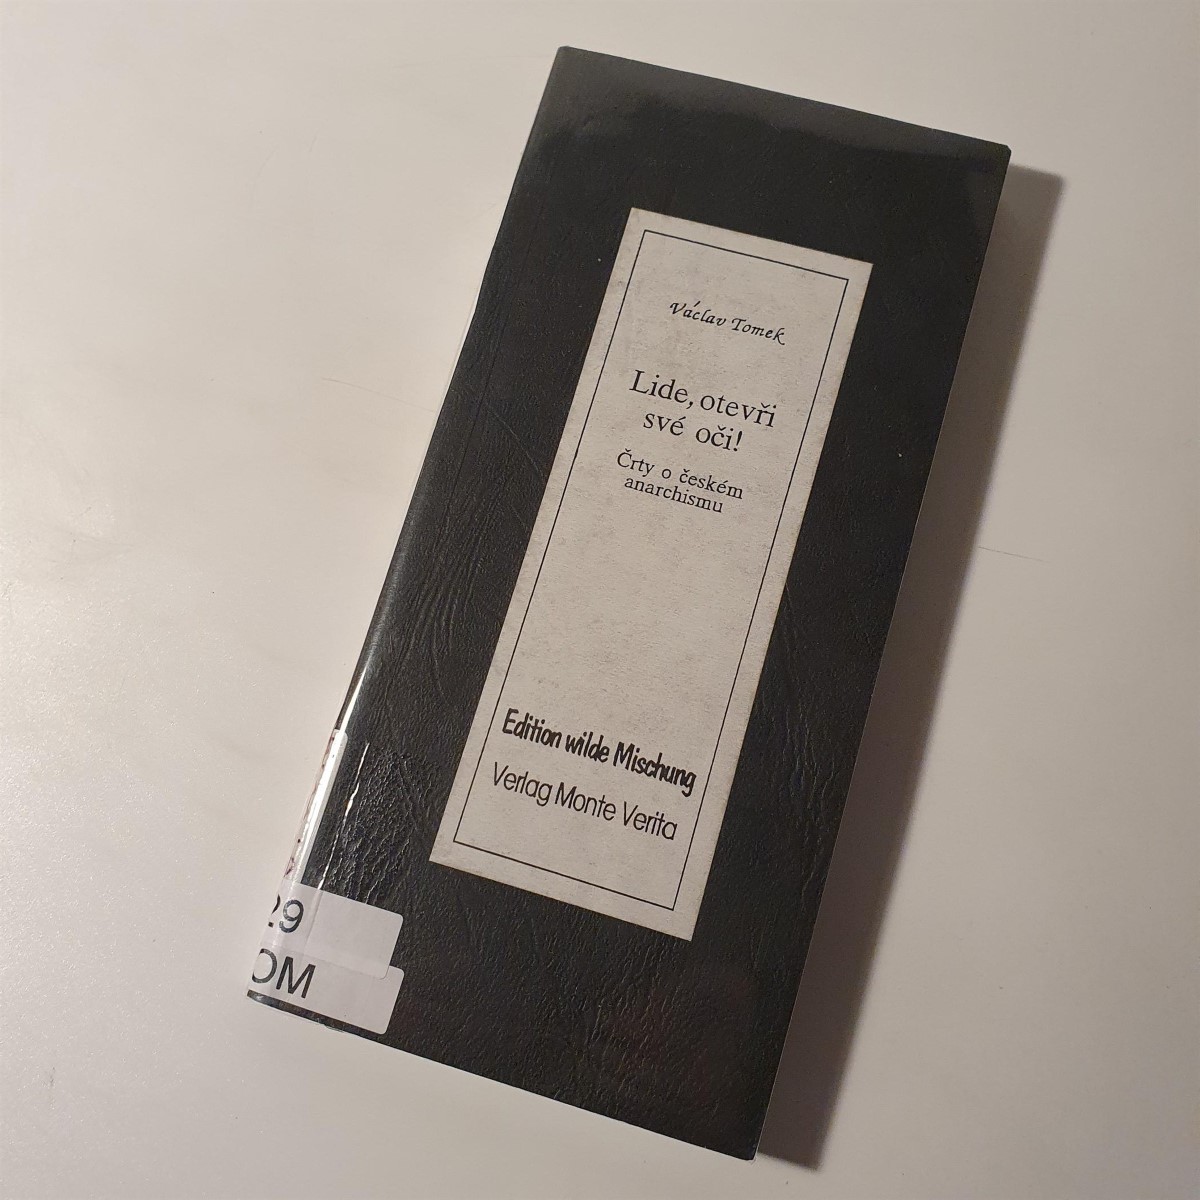 Václav Tomek
Lide, otevři
své oči!
Črty o českém
anarchismu
Edition wilde Mischung
Verlag Monte Verita
29
OM